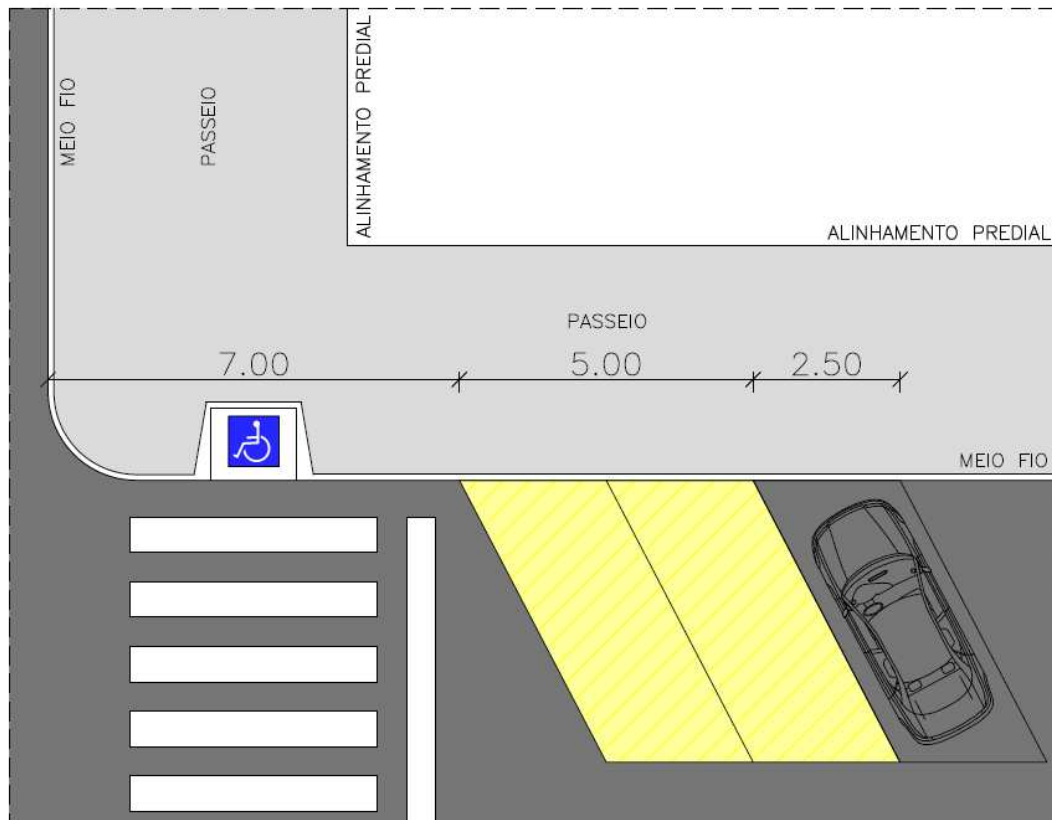 MEIO FIO
PASSEIO
ALINHAMENTO PREDIAL
ALINHAMENTO PREDIAL
PASSEIO
7.00
5.00
2.50
MEIO FIO